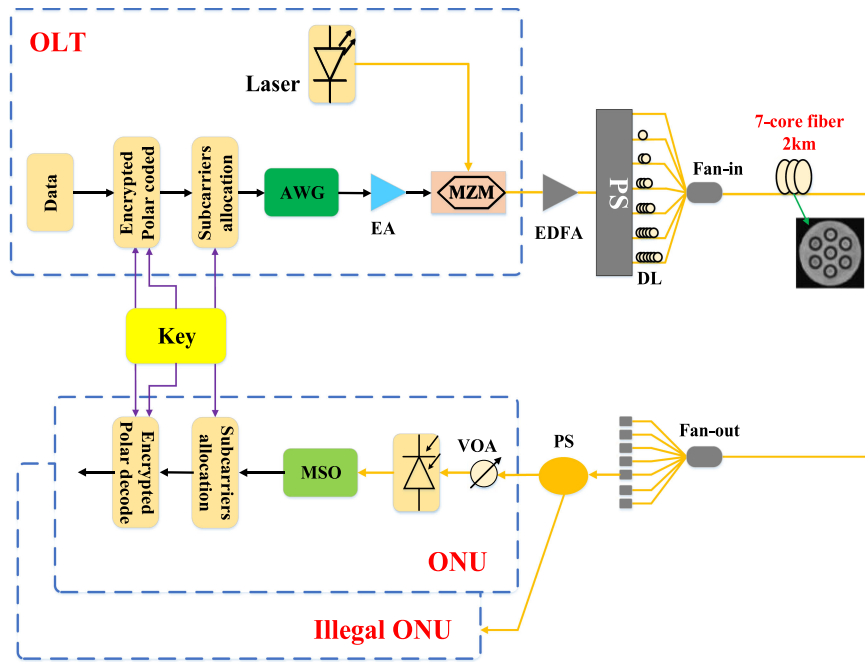 OLT
Laser
Data
Encrypted
Polar coded
Subcarriers
allocation
AWG
EA
MZM
EDFA
PS
DL
Fan-in
7-core fiber
2km
Key
Encrypted
Polar decode
Subcarriers
allocation
MSO
VOA
PS
Fan-out
ONU
Illegal ONU